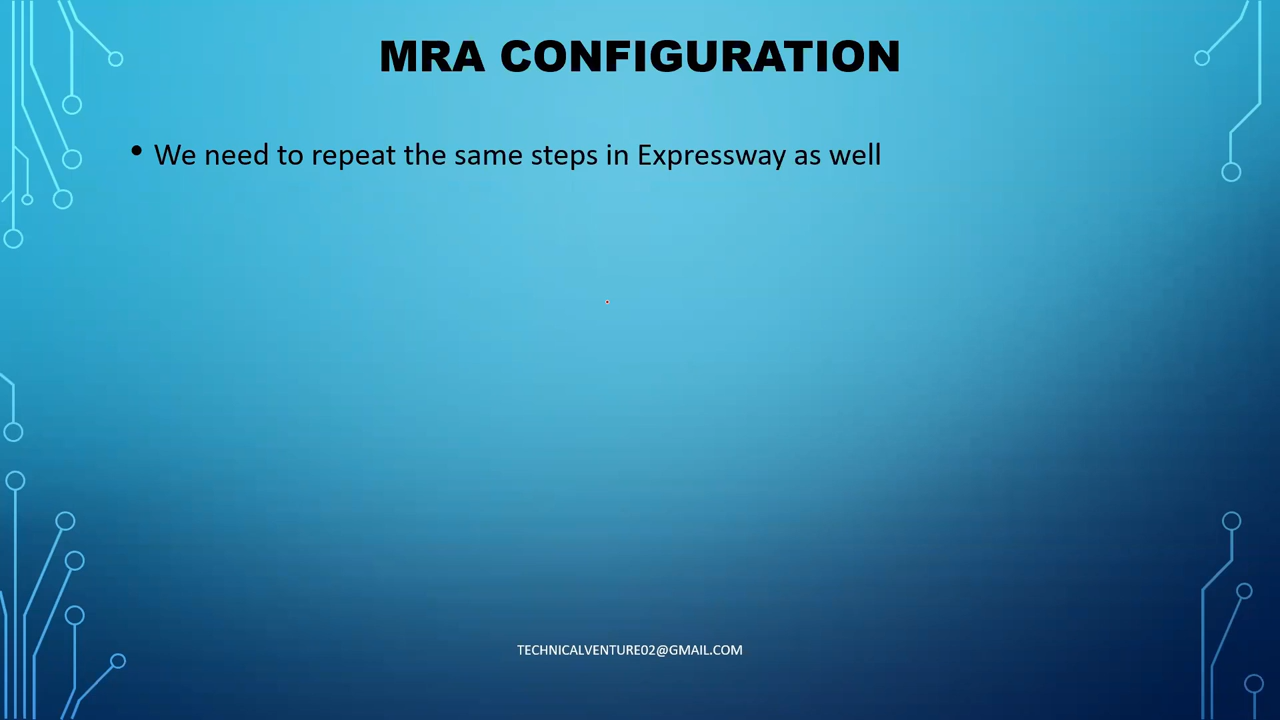 MRA CONFIGURATION
• We need to repeat the same steps in Expressway as well
TECHNICALVENTURE02@GMAIL.COM